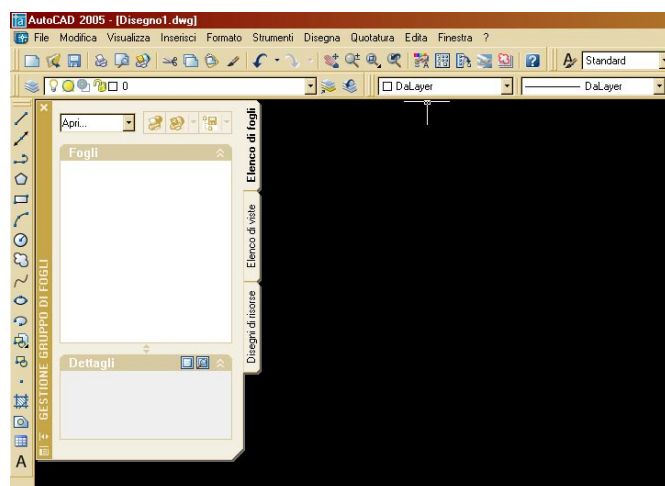 AutoCAD 2005 - [Disegno1.dwg]
File Modifica Visualizza Inserisci Formato Strumenti Disegna Quotatura Edita Finestra ?
Standard
0 DaLayer DaLayer
Apri...
Fogli
Dettagli
Elenco di fogli
Elenco di viste
Disegni di risorse
GESTIONE GRUPPO DI FOGLI
A